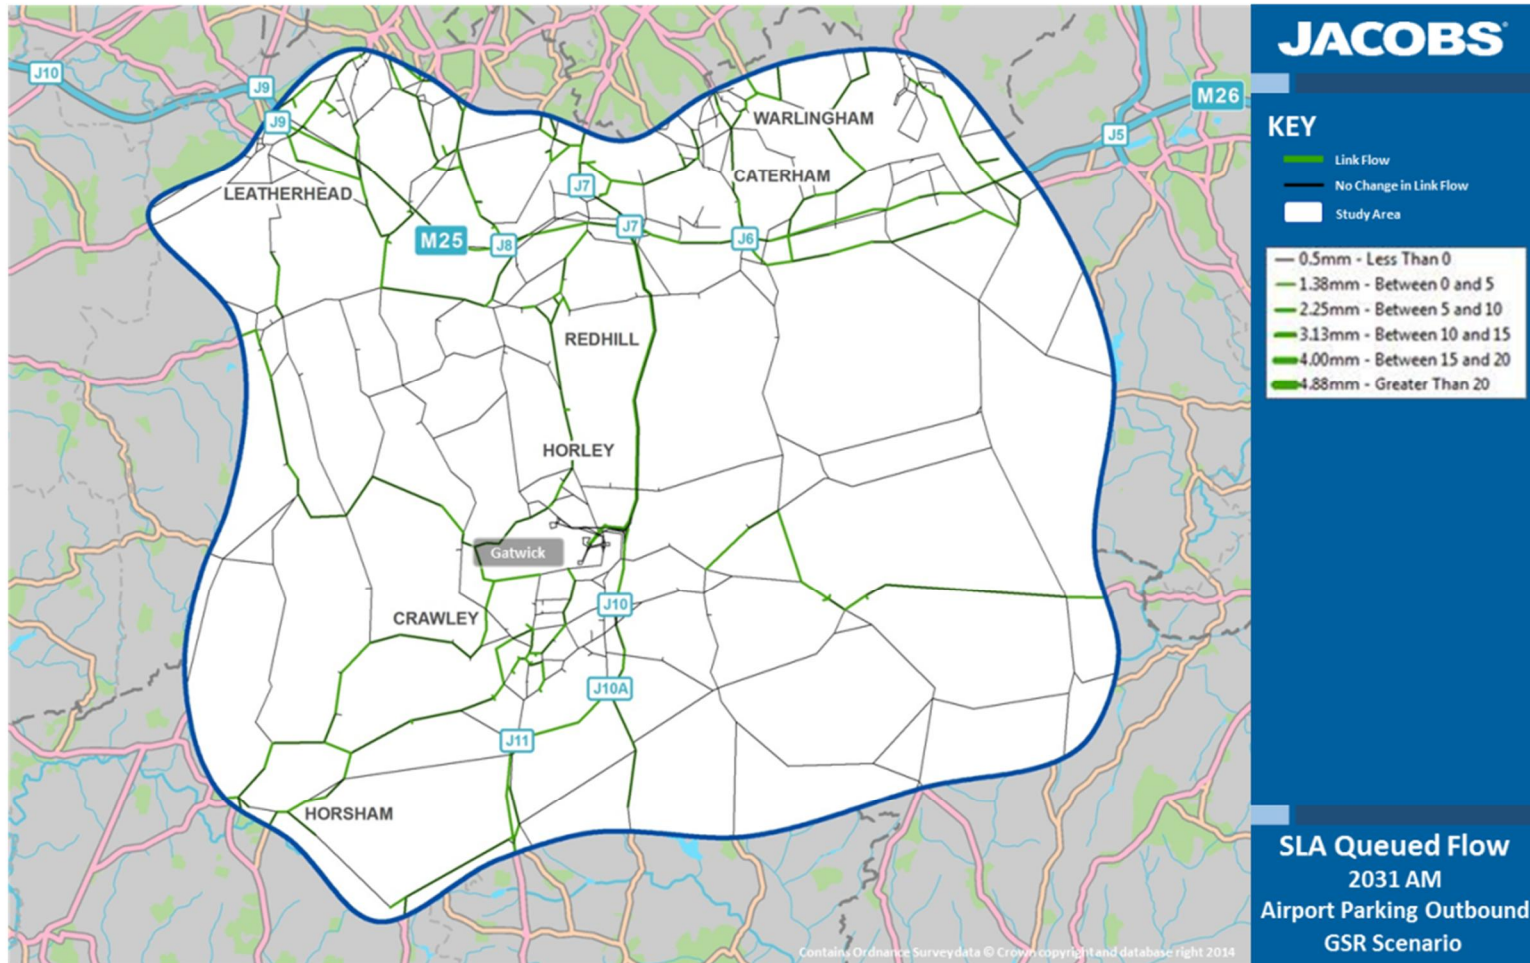 JACOBS
M26
J10
J9
J9
J5
WARLINGHAM
CATERHAM
LEATHERHEAD
J7
J7
M25
J8
J6
REDHILL
HORLEY
Gatwick
CRAWLEY
J10
J10A
J11
HORSHAM
Contains Ordnance Survey data © Crown copyright and database right 2014
KEY
Link Flow
No Change in Link Flow
Study Area
0.5mm - Less Than 0
1.38mm - Between 0 and 5
2.25mm - Between 5 and 10
3.13mm - Between 10 and 15
4.00mm - Between 15 and 20
4.88mm - Greater Than 20
SLA Queued Flow
2031 AM
Airport Parking Outbound
GSR Scenario